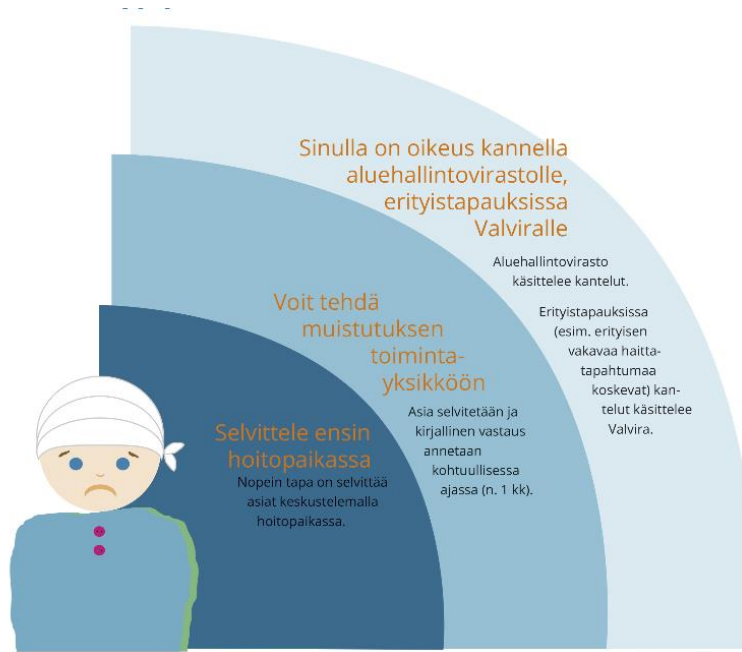 Sinulla on oikeus kannella
aluehallintovirastolle,
erityistapauksissa
Valviralle
Aluehallintovirasto
käsittelee kantelut.
Erityistapauksissa
(esim. erityisen
vakavaa haitta-
tapahtumaa
koskevat) kan-
telut käsittelee
Valvira.
Voit tehdä
muistutuksen
toiminta-
yksikköön
Asia selvitetään ja
kirjallinen vastaus
annetaan
kohtuullisessa
ajassa (n. 1 kk).
Selvittele ensin
hoitopaikassa
Nopein tapa on selvittää
asiat keskustelemalla
hoitopaikassa.